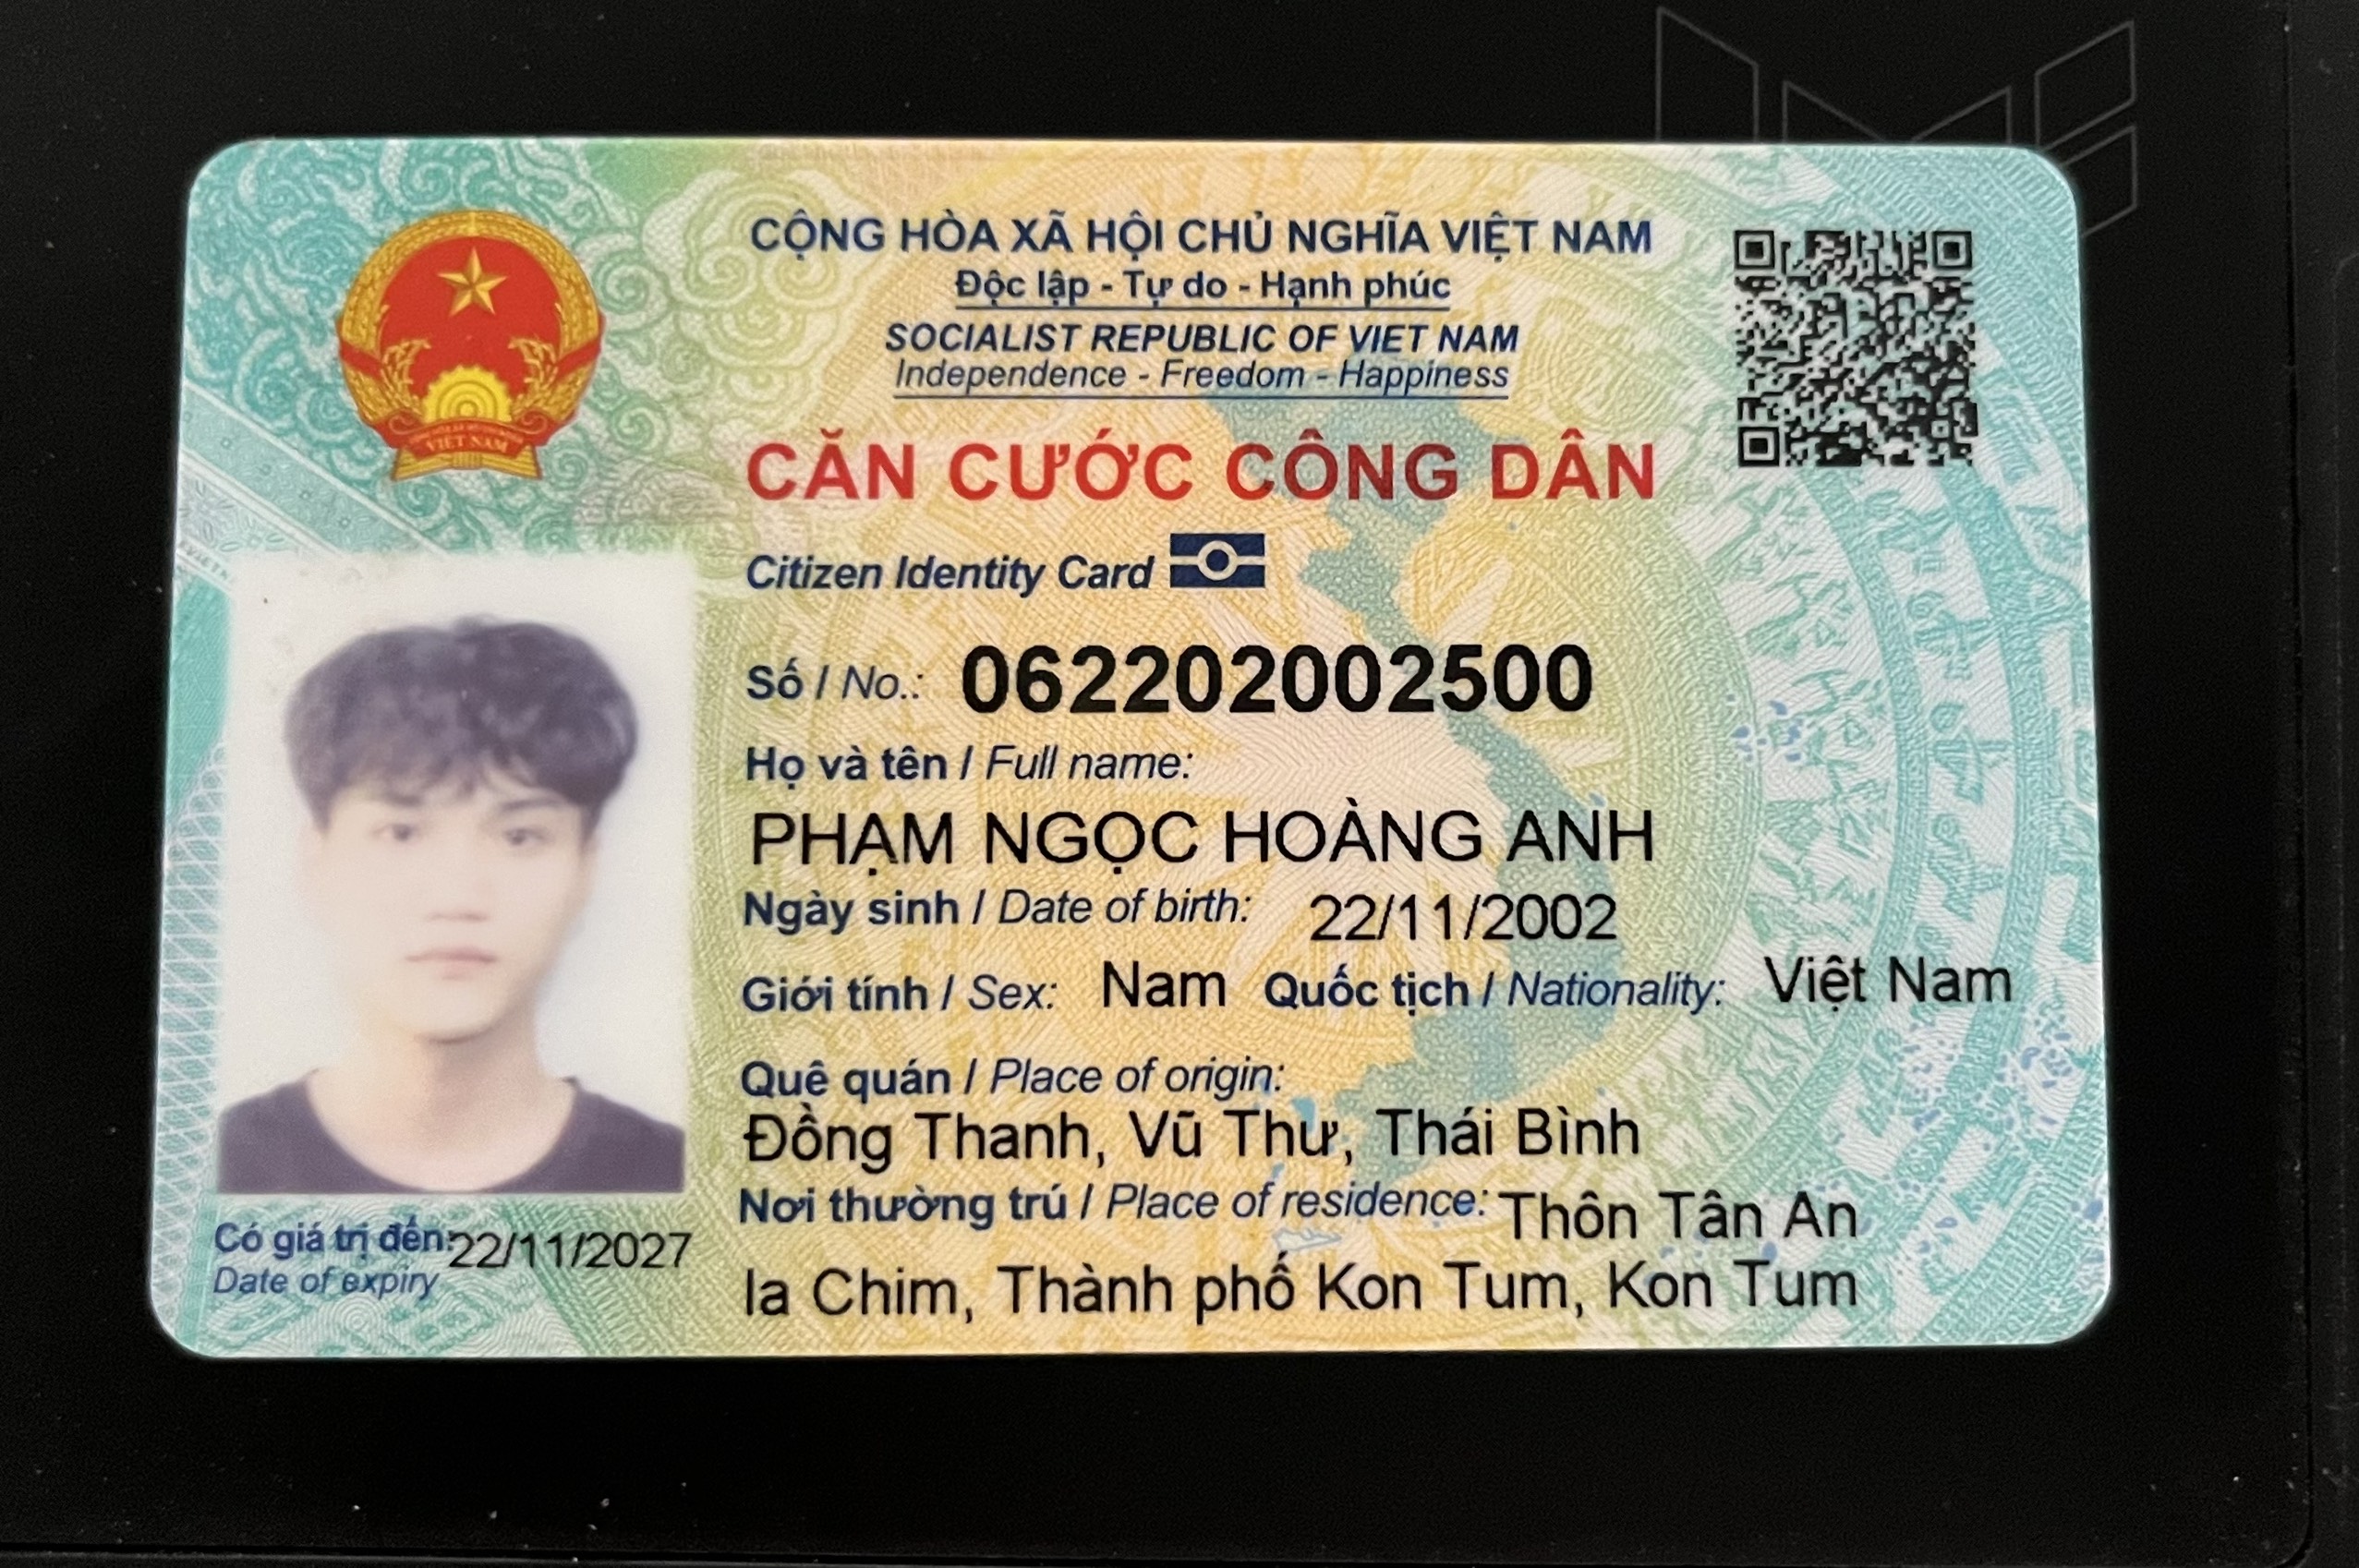 CỘNG HÒA XÃ HỘI CHỦ NGHĨA VIỆT NAM
Độc lập - Tự do - Hạnh phúc
SOCIALIST REPUBLIC OF VIET NAM
Independence - Freedom - Happiness
VIỆT NAM
CĂN CƯỚC CÔNG DÂN
Citizen Identity Card
Số / No.: 062202002500
Họ và tên / Full name:
PHẠM NGỌC HOÀNG ANH
Ngày sinh / Date of birth: 22/11/2002
Giới tính / Sex: Nam Quốc tịch / Nationality: Việt Nam
Quê quán / Place of origin:
Đồng Thanh, Vũ Thư, Thái Bình
Nơi thường trú / Place of residence: Thôn Tân An
Ia Chim, Thành phố Kon Tum, Kon Tum
Có giá trị đến: 22/11/2027
Date of expiry